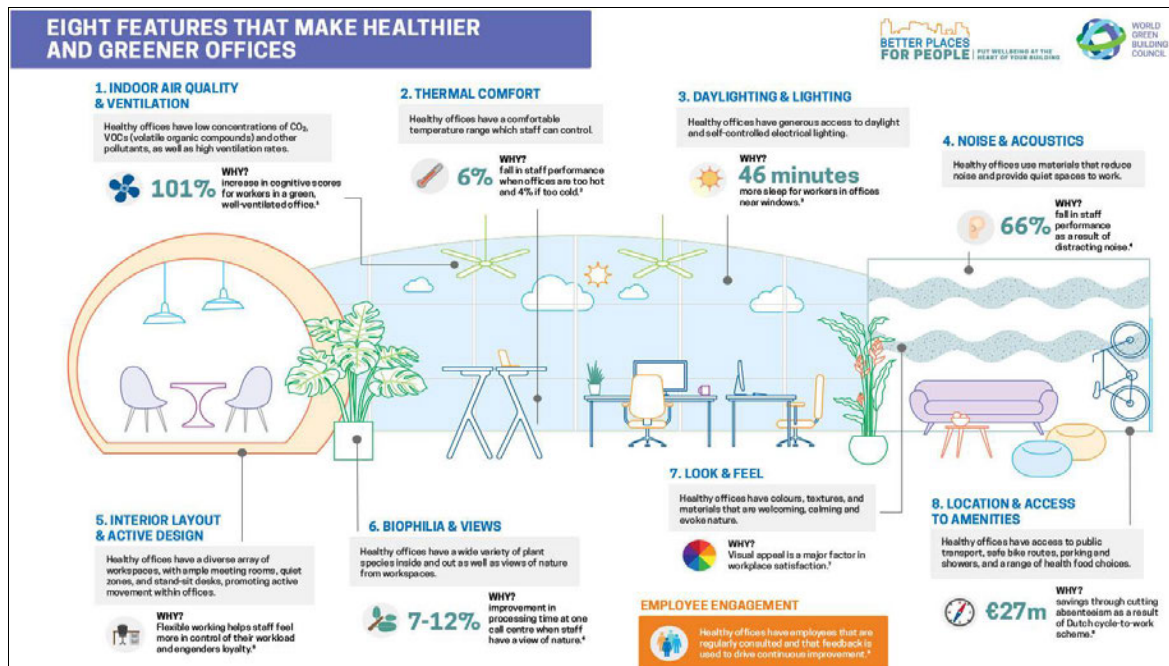 EIGHT FEATURES THAT MAKE HEALTHIER
AND GREENER OFFICES
BETTER PLACES
FOR PEOPLE
PUT WELLBEING AT THE
HEART OF YOUR BUILDING
WORLD
GREEN
BUILDING
COUNCIL
1. INDOOR AIR QUALITY
& VENTILATION
Healthy offices have low concentrations of CO₂,
VOCs (volatile organic compounds) and other
pollutants, as well as high ventilation rates.
WHY?
101%
increase in cognitive scores
for workers in a green,
well-ventilated office.¹
2. THERMAL COMFORT
Healthy offices have a comfortable
temperature range which staff can control.
WHY?
6%
fall in staff performance
when offices are too hot
and 4% if too cold.²
3. DAYLIGHTING & LIGHTING
Healthy offices have generous access to daylight
and self-controlled electrical lighting.
WHY?
46 minutes
more sleep for workers in offices
near windows.³
4. NOISE & ACOUSTICS
Healthy offices use materials that reduce
noise and provide quiet spaces to work.
WHY?
66%
fall in staff
performance
as a result of
distracting noise.⁴
5. INTERIOR LAYOUT
& ACTIVE DESIGN
Healthy offices have a diverse array of
workspaces, with ample meeting rooms, quiet
zones, and stand-sit desks, promoting active
movement within offices.
WHY?
Flexible working helps staff feel
more in control of their workload
and engenders loyalty.⁵
6. BIOPHILIA & VIEWS
Healthy offices have a wide variety of plant
species inside and out as well as views of nature
from workspaces.
WHY?
7-12%
improvement in
processing time at one
call centre when staff
have a view of nature.⁶
7. LOOK & FEEL
Healthy offices have colours, textures, and
materials that are welcoming, calming and
evoke nature.
WHY?
Visual appeal is a major factor in
workplace satisfaction.⁷
EMPLOYEE ENGAGEMENT
Healthy offices have employees that are
regularly consulted and that feedback is
used to drive continuous improvement.⁹
8. LOCATION & ACCESS
TO AMENITIES
Healthy offices have access to public
transport, safe bike routes, parking and
showers, and a range of health food choices.
WHY?
€27m
savings through cutting
absenteeism as a result
of Dutch cycle-to-work
scheme.⁸